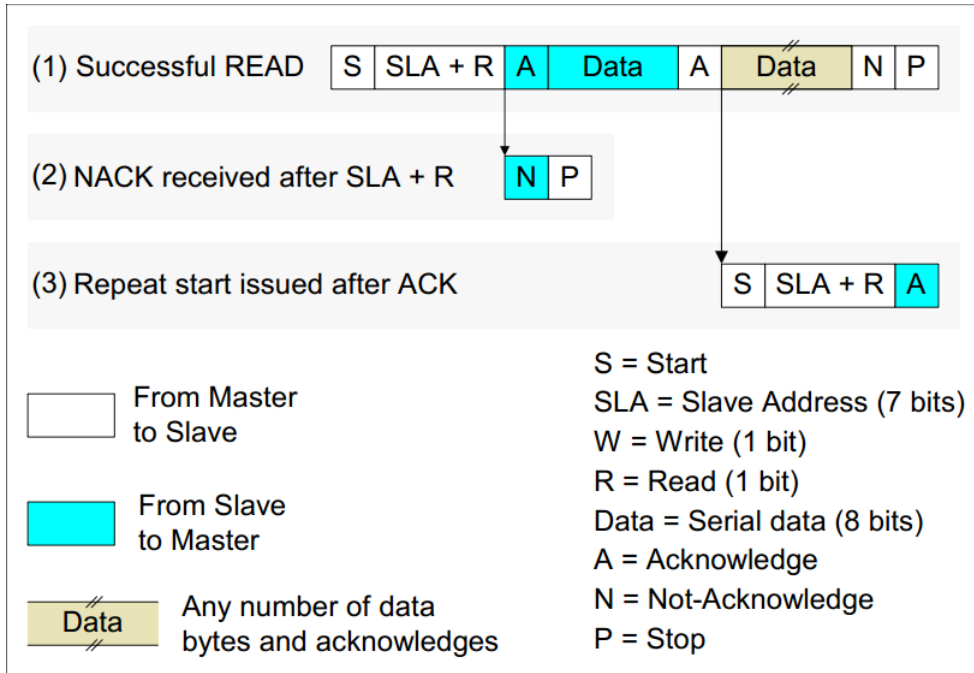 (1) Successful READ S SLA + R A Data A Data N P
(2) NACK received after SLA + R N P
(3) Repeat start issued after ACK S SLA + R A
From Master
to Slave
From Slave
to Master
Data Any number of data
bytes and acknowledges
S = Start
SLA = Slave Address (7 bits)
W = Write (1 bit)
R = Read (1 bit)
Data = Serial data (8 bits)
A = Acknowledge
N = Not-Acknowledge
P = Stop